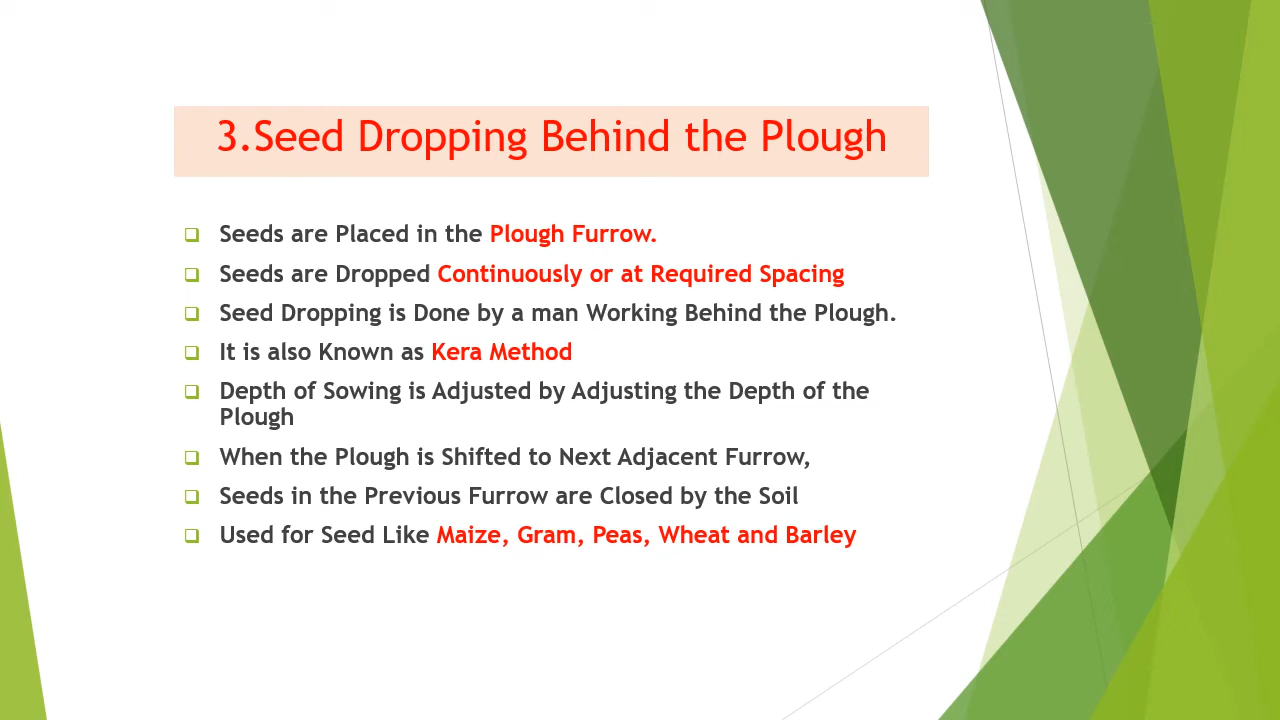 3.Seed Dropping Behind the Plough
Seeds are Placed in the Plough Furrow.
Seeds are Dropped Continuously or at Required Spacing
Seed Dropping is Done by a man Working Behind the Plough.
It is also Known as Kera Method
Depth of Sowing is Adjusted by Adjusting the Depth of the
Plough
When the Plough is Shifted to Next Adjacent Furrow,
Seeds in the Previous Furrow are Closed by the Soil
Used for Seed Like Maize, Gram, Peas, Wheat and Barley